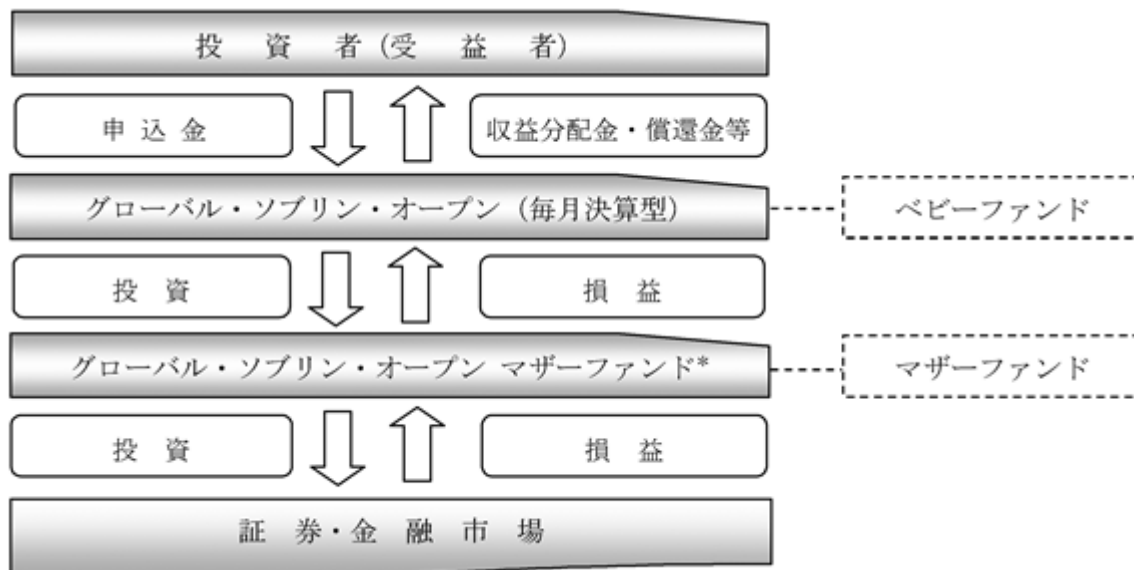 投資者(受益者)
申込金
収益分配金・償還金等
グローバル・ソブリン・オープン(毎月決算型)
ベビーファンド
投資
損益
グローバル・ソブリン・オープン マザーファンド*
マザーファンド
投資
損益
証券・金融市場